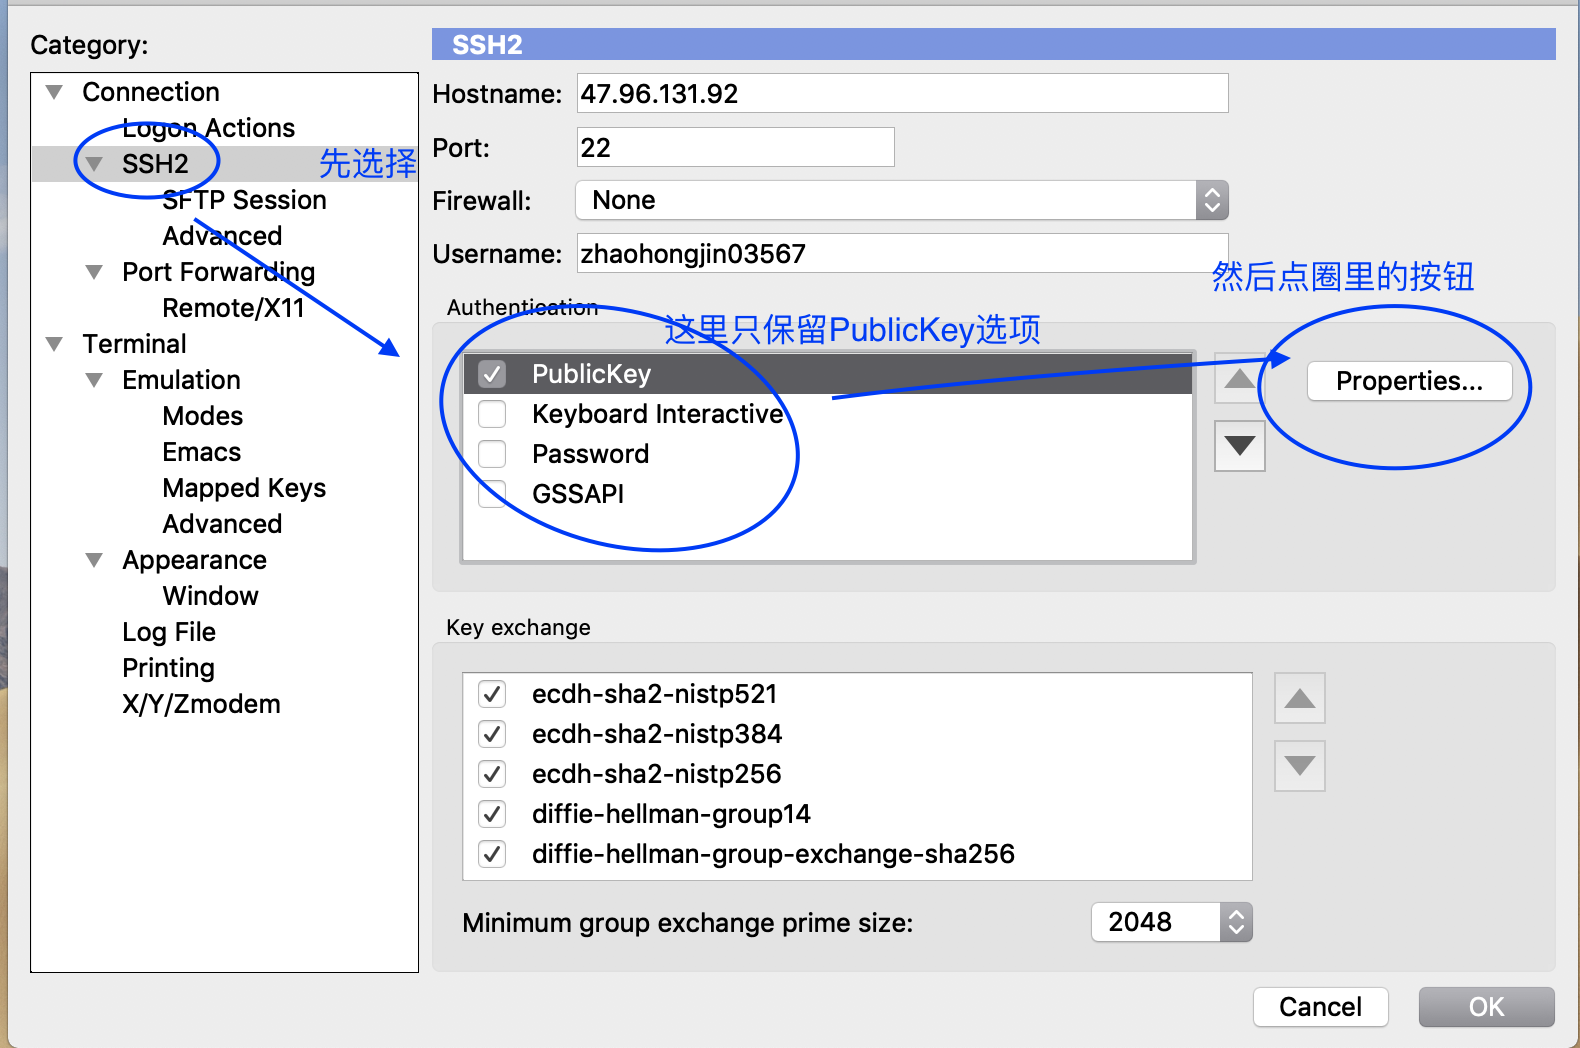 Category:
Connection
Logon Actions
SSH2
先选择
SFTP Session
Advanced
Port Forwarding
Remote/X11
Terminal
Emulation
Modes
Emacs
Mapped Keys
Advanced
Appearance
Window
Log File
Printing
X/Y/Zmodem
SSH2
Hostname: 47.96.131.92
Port: 22
Firewall: None
Username: zhaohongjin03567
然后点圈里的按钮
Authentication
这里只保留PublicKey选项
PublicKey
Properties...
Keyboard Interactive
Password
GSSAPI
Key exchange
ecdh-sha2-nistp521
ecdh-sha2-nistp384
ecdh-sha2-nistp256
diffie-hellman-group14
diffie-hellman-group-exchange-sha256
Minimum group exchange prime size: 2048
Cancel
OK